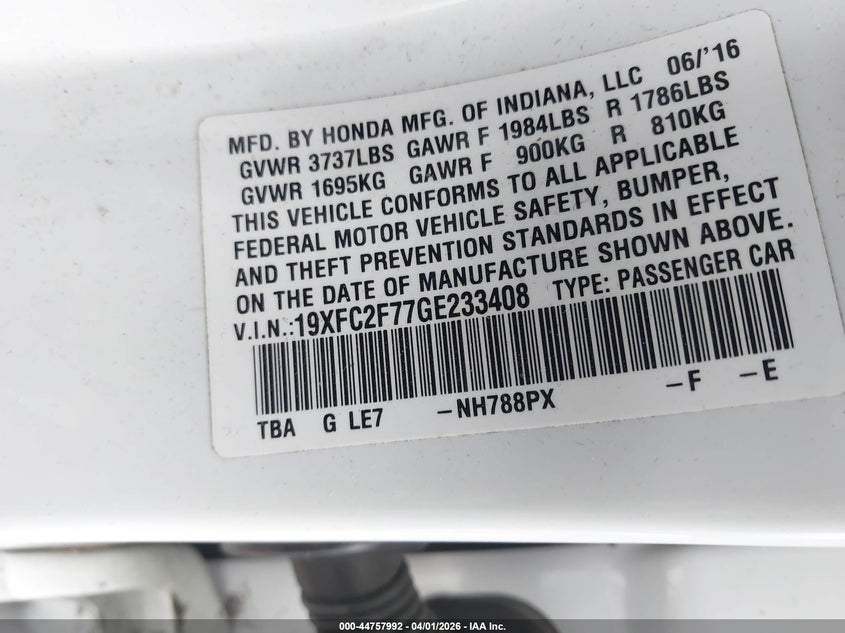 MFD. BY HONDA MFG. OF INDIANA, LLC 06/'16
GVWR 3737LBS GAWR F 1984LBS R 1786LBS
GVWR 1695KG GAWR F 900KG R 810KG
THIS VEHICLE CONFORMS TO ALL APPLICABLE
FEDERAL MOTOR VEHICLE SAFETY, BUMPER,
AND THEFT PREVENTION STANDARDS IN EFFECT
ON THE DATE OF MANUFACTURE SHOWN ABOVE.
V.I.N.:19XFC2F77GE233408 TYPE: PASSENGER CAR
TBA G LE7 -NH788PX -F -E
000-44757992 - 04/01/2026 - IAA Inc.